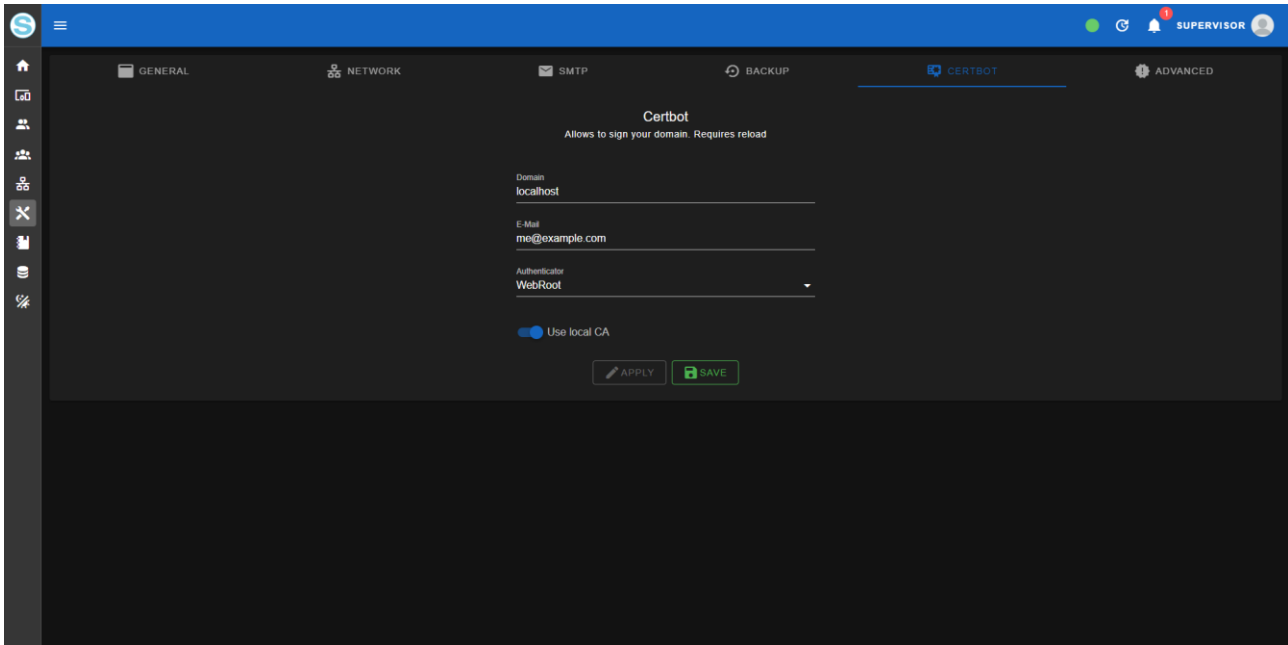 S
1
SUPERVISOR
GENERAL
NETWORK
SMTP
BACKUP
CERTBOT
ADVANCED
Certbot
Allows to sign your domain. Requires reload
Domain
localhost
E-Mail
me@example.com
Authenticator
WebRoot
Use local CA
APPLY
SAVE